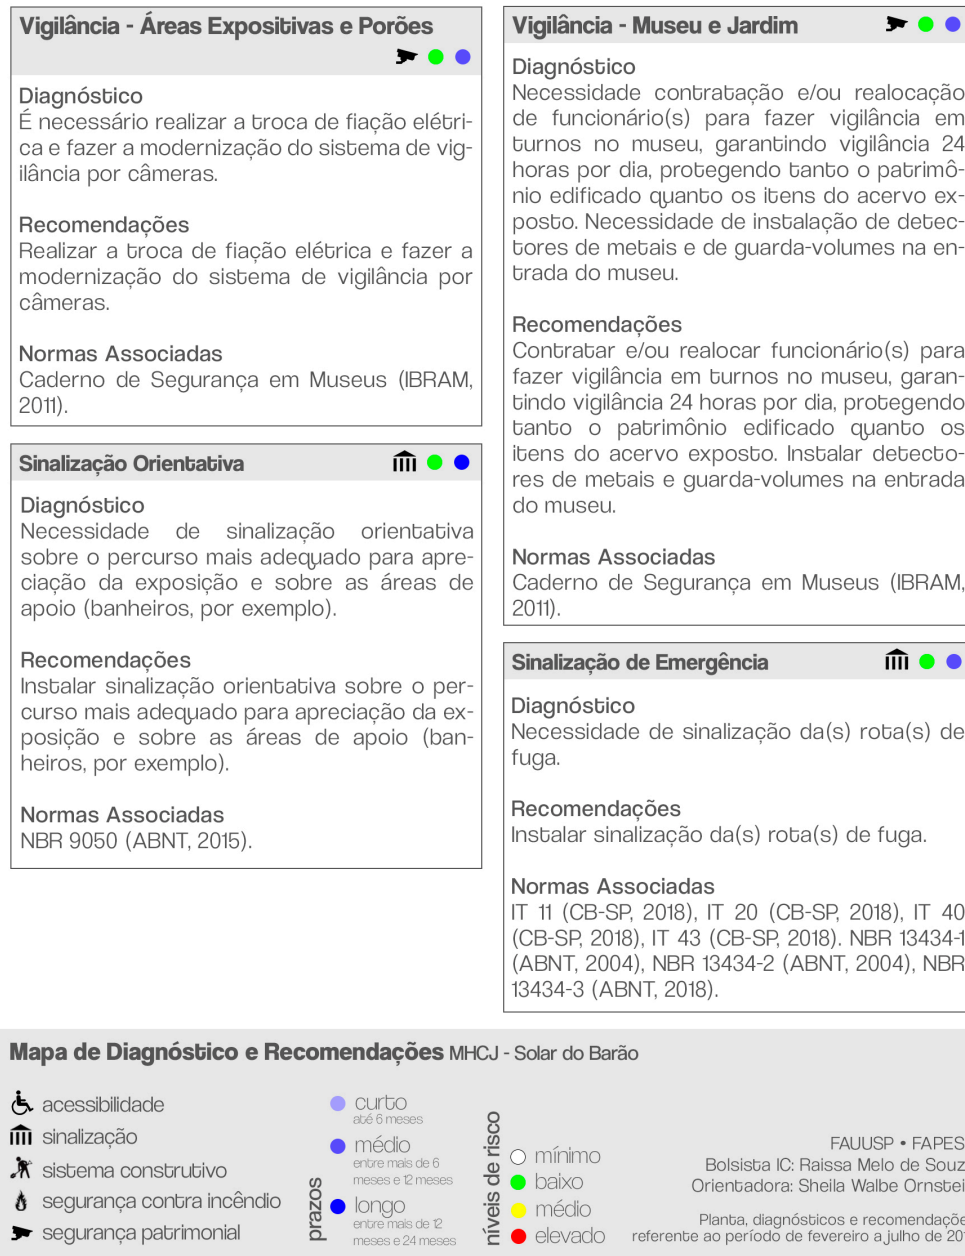 Vigilância - Áreas Expositivas e Porões
Diagnóstico
É necessário realizar a troca de fiação elétri-
ca e fazer a modernização do sistema de vig-
ilância por câmeras.
Recomendações
Realizar a troca de fiação elétrica e fazer a
modernização do sistema de vigilância por
câmeras.
Normas Associadas
Caderno de Segurança em Museus (IBRAM,
2011).
Sinalização Orientativa
Diagnóstico
Necessidade de sinalização orientativa
sobre o percurso mais adequado para apre-
ciação da exposição e sobre as áreas de
apoio (banheiros, por exemplo).
Recomendações
Instalar sinalização orientativa sobre o per-
curso mais adequado para apreciação da ex-
posição e sobre as áreas de apoio (ban-
heiros, por exemplo).
Normas Associadas
NBR 9050 (ABNT, 2015).
Vigilância - Museu e Jardim
Diagnóstico
Necessidade contratação e/ou realocação
de funcionário(s) para fazer vigilância em
turnos no museu, garantindo vigilância 24
horas por dia, protegendo tanto o patrimô-
nio edificado quanto os itens do acervo ex-
posto. Necessidade de instalação de detec-
tores de metais e de guarda-volumes na en-
trada do museu.
Recomendações
Contratar e/ou realocar funcionário(s) para
fazer vigilância em turnos no museu, garan-
tindo vigilância 24 horas por dia, protegendo
tanto o patrimônio edificado quanto os
itens do acervo exposto. Instalar detecto-
res de metais e guarda-volumes na entrada
do museu.
Normas Associadas
Caderno de Segurança em Museus (IBRAM,
2011).
Sinalização de Emergência
Diagnóstico
Necessidade de sinalização da(s) rota(s) de
fuga.
Recomendações
Instalar sinalização da(s) rota(s) de fuga.
Normas Associadas
IT 11 (CB-SP, 2018), IT 20 (CB-SP, 2018), IT 40
(CB-SP, 2018), IT 43 (CB-SP, 2018). NBR 13434-1
(ABNT, 2004), NBR 13434-2 (ABNT, 2004), NBR
13434-3 (ABNT, 2018).
Mapa de Diagnóstico e Recomendações MHCJ - Solar do Barão
acessibilidade
sinalização
sistema construtivo
segurança contra incêndio
segurança patrimonial
prazos
curto
até 6 meses
médio
entre mais de 6
meses e 12 meses
longo
entre mais de 12
meses e 24 meses
níveis de risco
mínimo
baixo
médio
elevado
FAUUSP • FAPES
Bolsista IC: Raissa Melo de Souz
Orientadora: Sheila Walbe Ornstei
Planta, diagnósticos e recomendaçõe
referente ao período de fevereiro a julho de 20